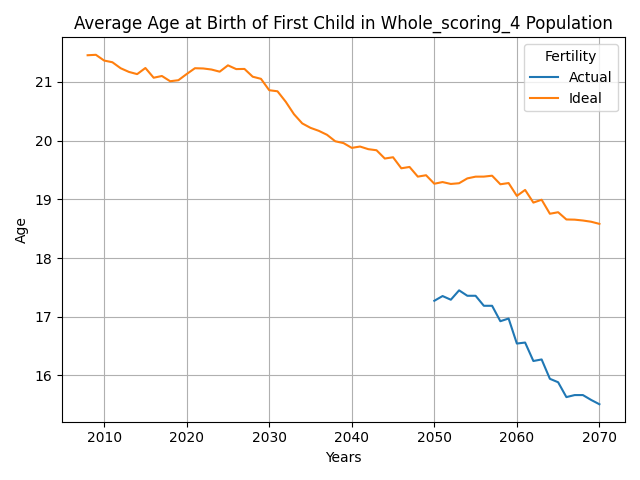 Average Age at Birth of First Child in Whole_scoring_4 Population
Fertility
Actual
Ideal
Age
21
20
19
18
17
16
2010 2020 2030 2040 2050 2060 2070
Years